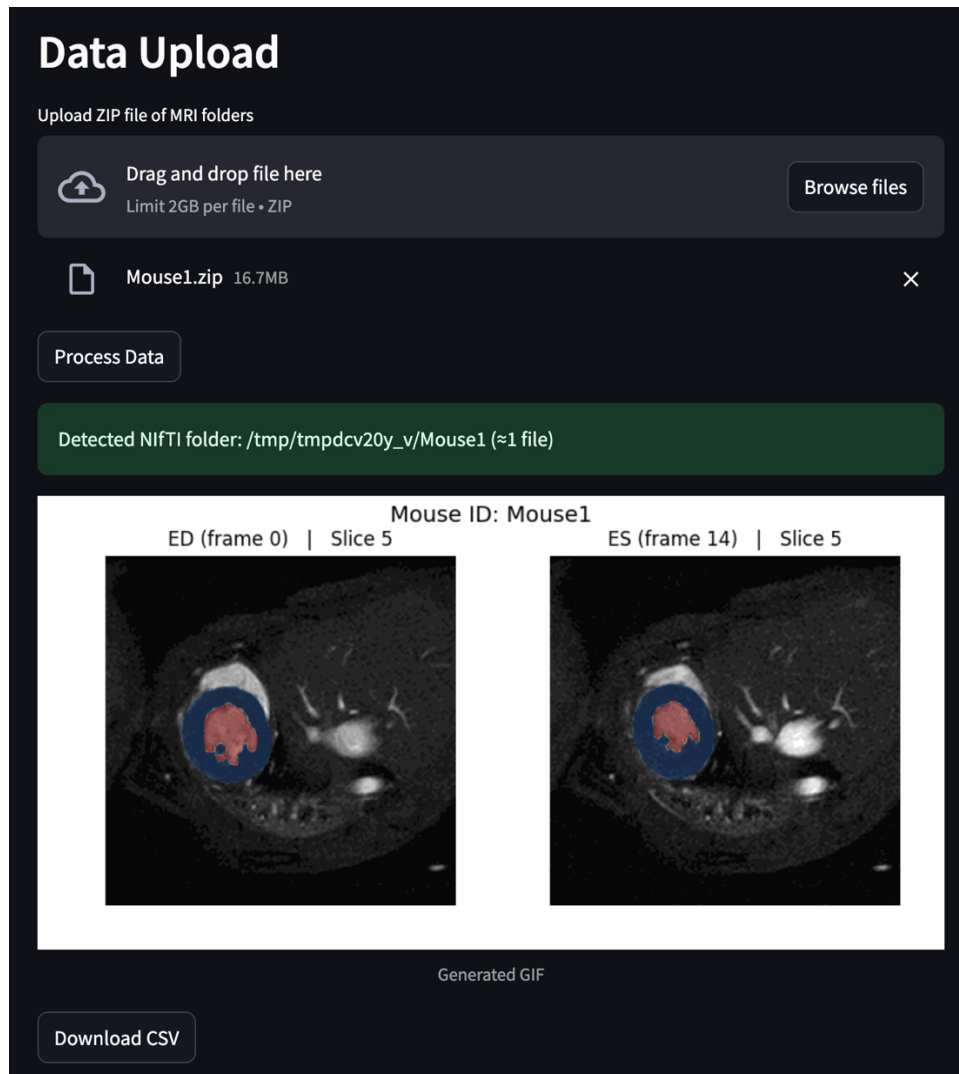 Data Upload
Upload ZIP file of MRI folders
Drag and drop file here
Limit 2GB per file • ZIP
Browse files
Mouse1.zip 16.7MB
Process Data
Detected NIfTI folder: /tmp/tmpdcv20y_v/Mouse1 (≈1 file)
Mouse ID: Mouse1
ED (frame 0) | Slice 5
ES (frame 14) | Slice 5
Generated GIF
Download CSV